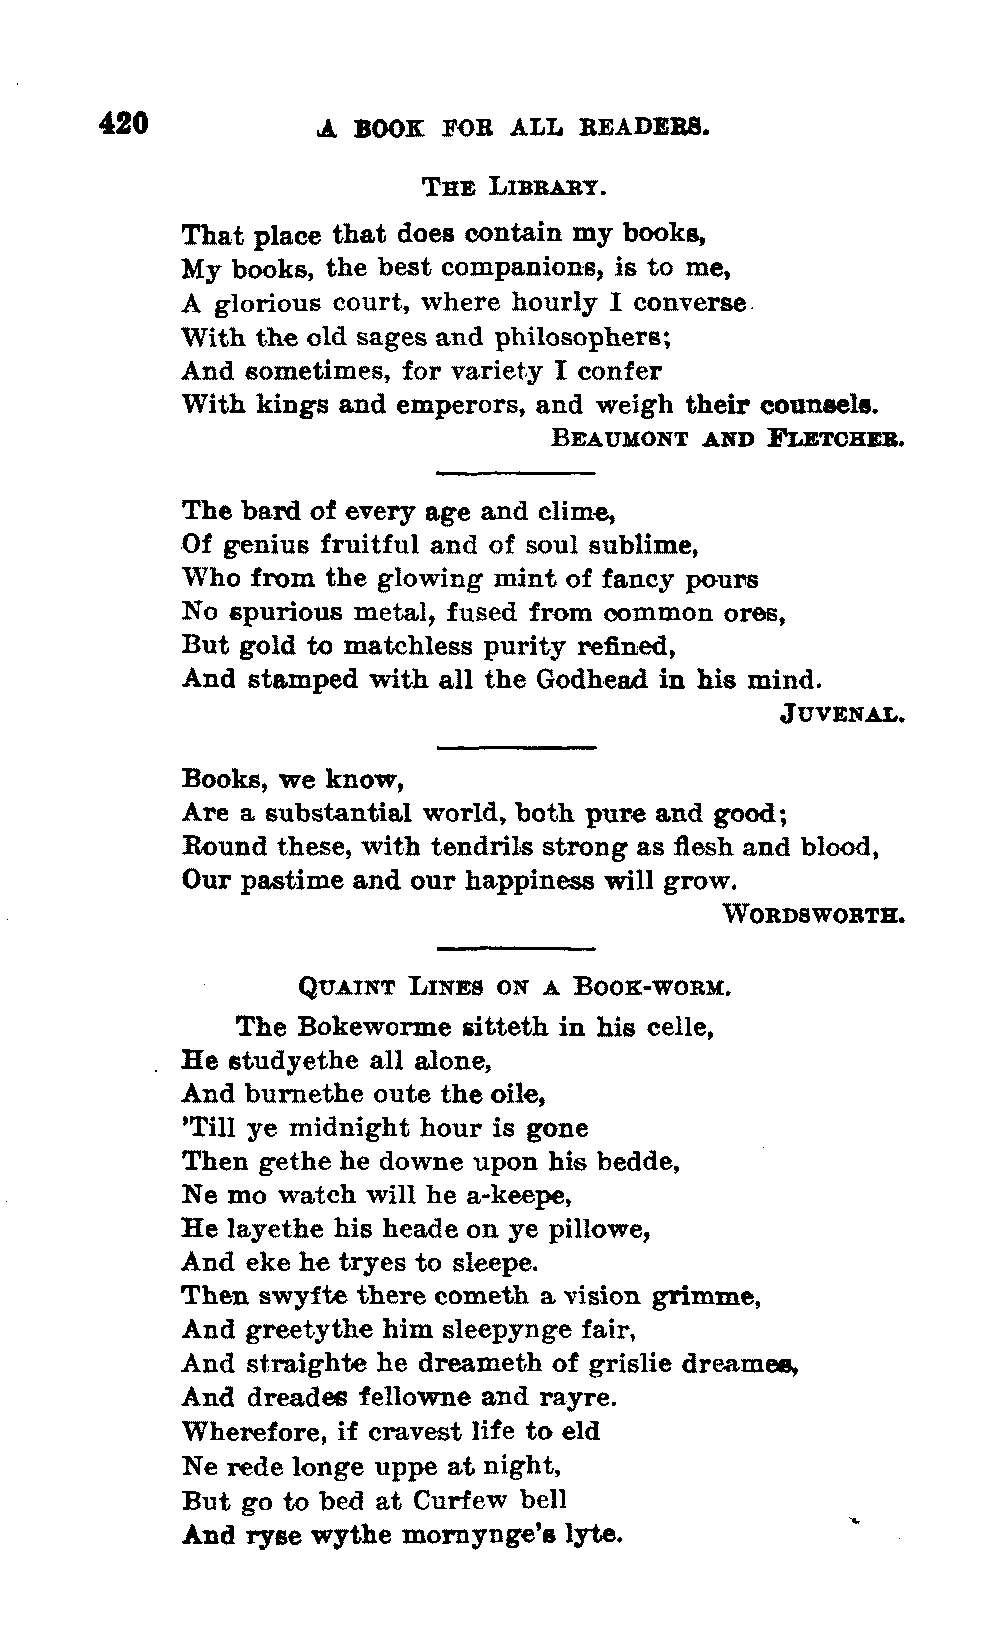 420 A BOOK FOR ALL READERS.
THE LIBRARY.
That place that does contain my books,
My books, the best companions, is to me,
A glorious court, where hourly I converse
With the old sages and philosophers;
And sometimes, for variety I confer
With kings and emperors, and weigh their counsels.
BEAUMONT AND FLETCHER.
The bard of every age and clime,
Of genius fruitful and of soul sublime,
Who from the glowing mint of fancy pours
No spurious metal, fused from common ores,
But gold to matchless purity refined,
And stamped with all the Godhead in his mind.
JUVENAL.
Books, we know,
Are a substantial world, both pure and good;
Round these, with tendrils strong as flesh and blood,
Our pastime and our happiness will grow.
WORDSWORTH.
QUAINT LINES ON A BOOK-WORM.
The Bokeworme sitteth in his celle,
He studyethe all alone,
And burnethe oute the oile,
'Till ye midnight hour is gone
Then gethe he downe upon his bedde,
Ne mo watch will he a-keepe,
He layethe his heade on ye pillowe,
And eke he tryes to sleepe.
Then swyfte there cometh a vision grimme,
And greetythe him sleepynge fair,
And straighte he dreameth of grislie dreames,
And dreades fellowne and rayre.
Wherefore, if cravest life to eld
Ne rede longe uppe at night,
But go to bed at Curfew bell
And ryse wythe mornynge's lyte.